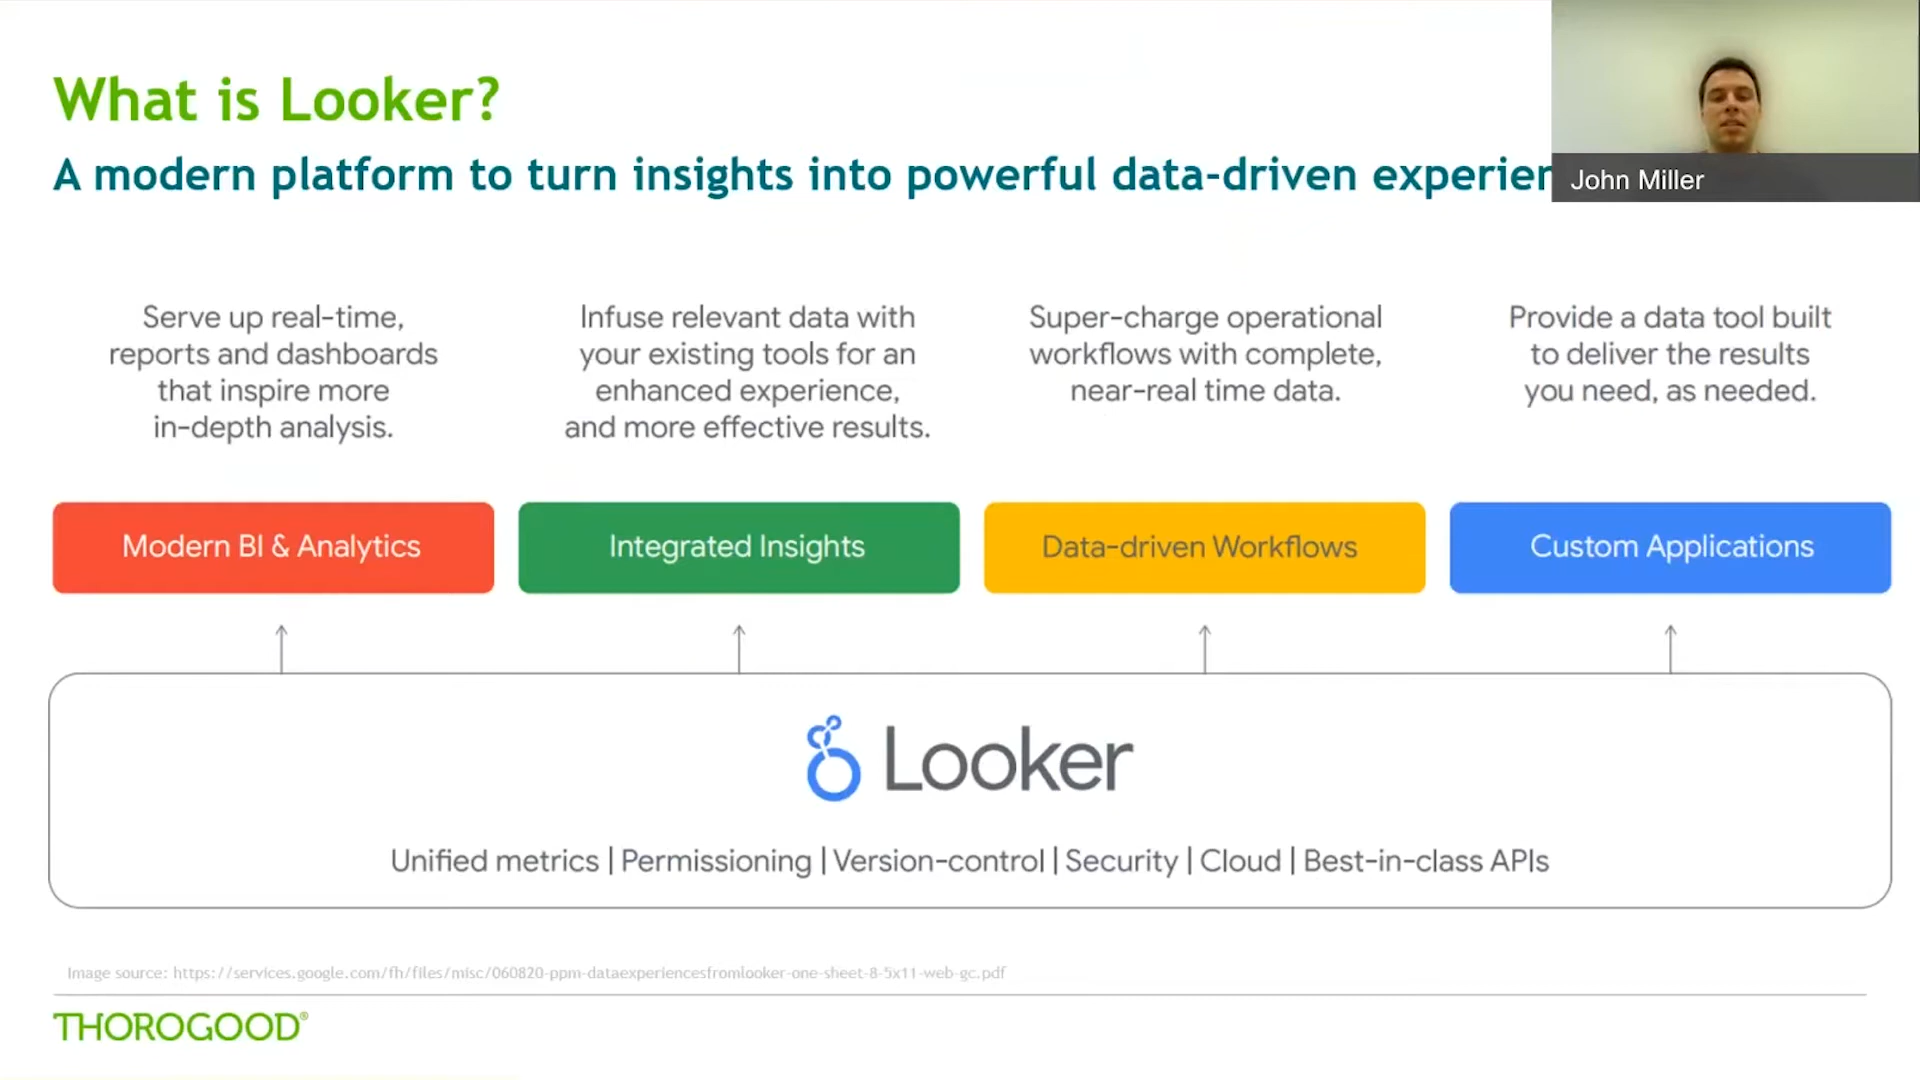 What is Looker?
A modern platform to turn insights into powerful data-driven experien
John Miller
Serve up real-time,
reports and dashboards
that inspire more
in-depth analysis.
Infuse relevant data with
your existing tools for an
enhanced experience,
and more effective results.
Super-charge operational
workflows with complete,
near-real time data.
Provide a data tool built
to deliver the results
you need, as needed.
Modern BI & Analytics
Integrated Insights
Data-driven Workflows
Custom Applications
Looker
Unified metrics | Permissioning | Version-control | Security | Cloud | Best-in-class APIs
Image source: https://services.google.com/fh/files/misc/060820-ppm-dataexperiencesfromlooker-one-sheet-8-5x11-web-gc.pdf
THOROGOOD®